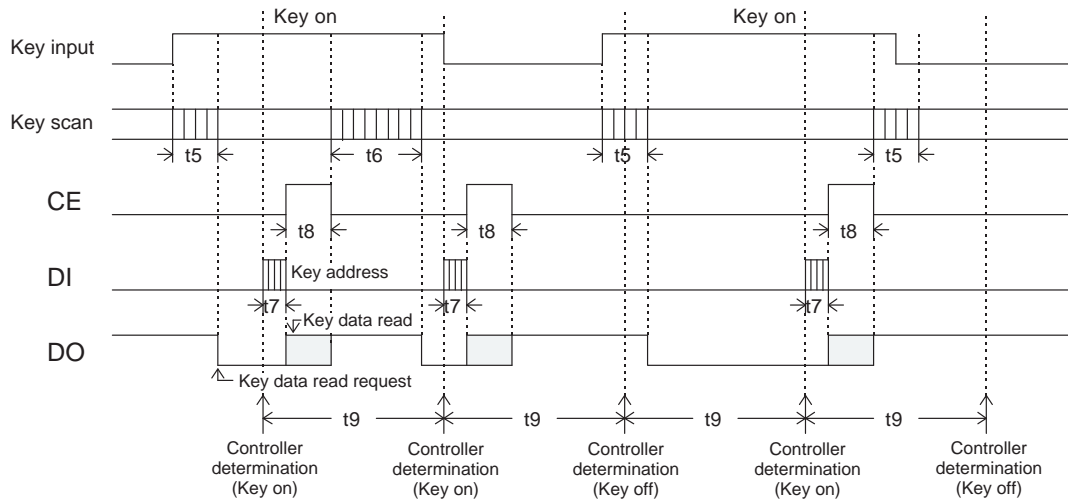 Key on
Key on
Key input
Key scan
t5
t6
t5
t5
CE
t8
t8
t8
DI
Key address
t7
t7
t7
Key data read
DO
Key data read request
t9
t9
t9
t9
Controller
determination
(Key on)
Controller
determination
(Key on)
Controller
determination
(Key off)
Controller
determination
(Key on)
Controller
determination
(Key off)